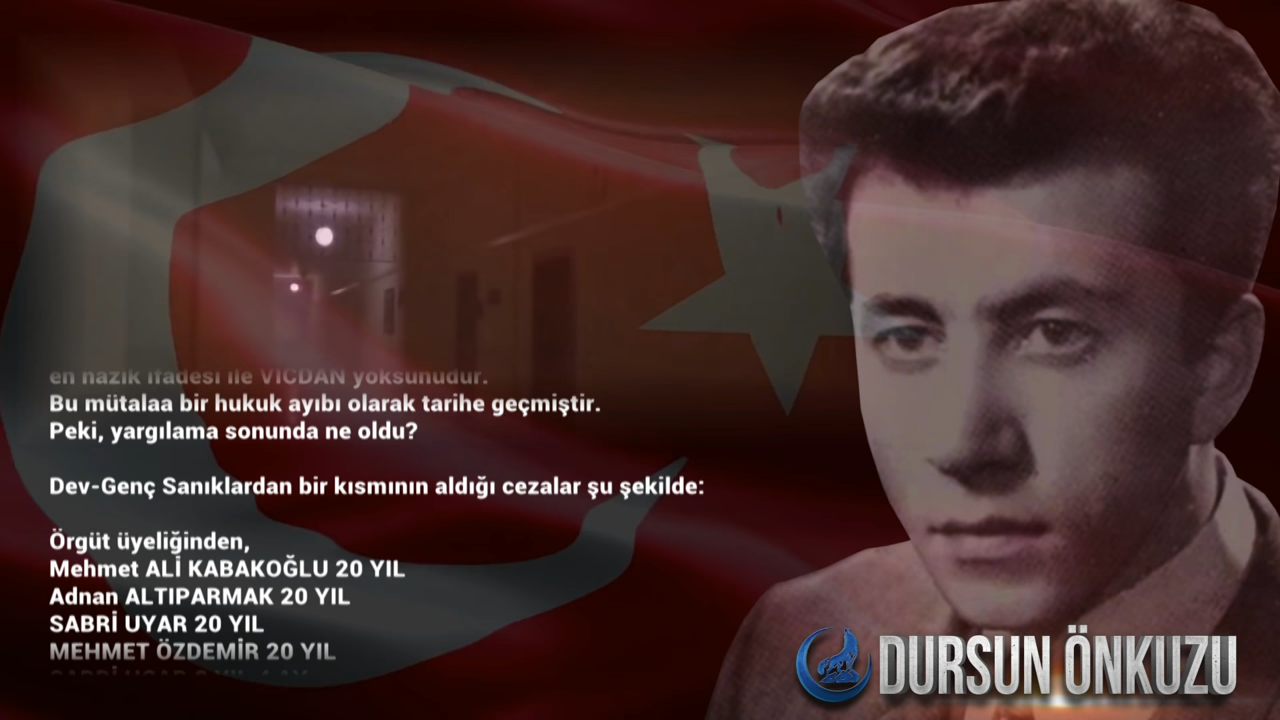 en nazik ifadesi ile VİCDAN yoksunudur.
Bu mütalaa bir hukuk ayıbı olarak tarihe geçmiştir.
Peki, yargılama sonunda ne oldu?
Dev-Genç Sanıklardan bir kısmının aldığı cezalar şu şekilde:
Örgüt üyeliğinden,
Mehmet ALİ KABAKOĞLU 20 YIL
Adnan ALTIPARMAK 20 YIL
SABRİ UYAR 20 YIL
MEHMET ÖZDEMİR 20 YIL
DURSUN ÖNKUZU